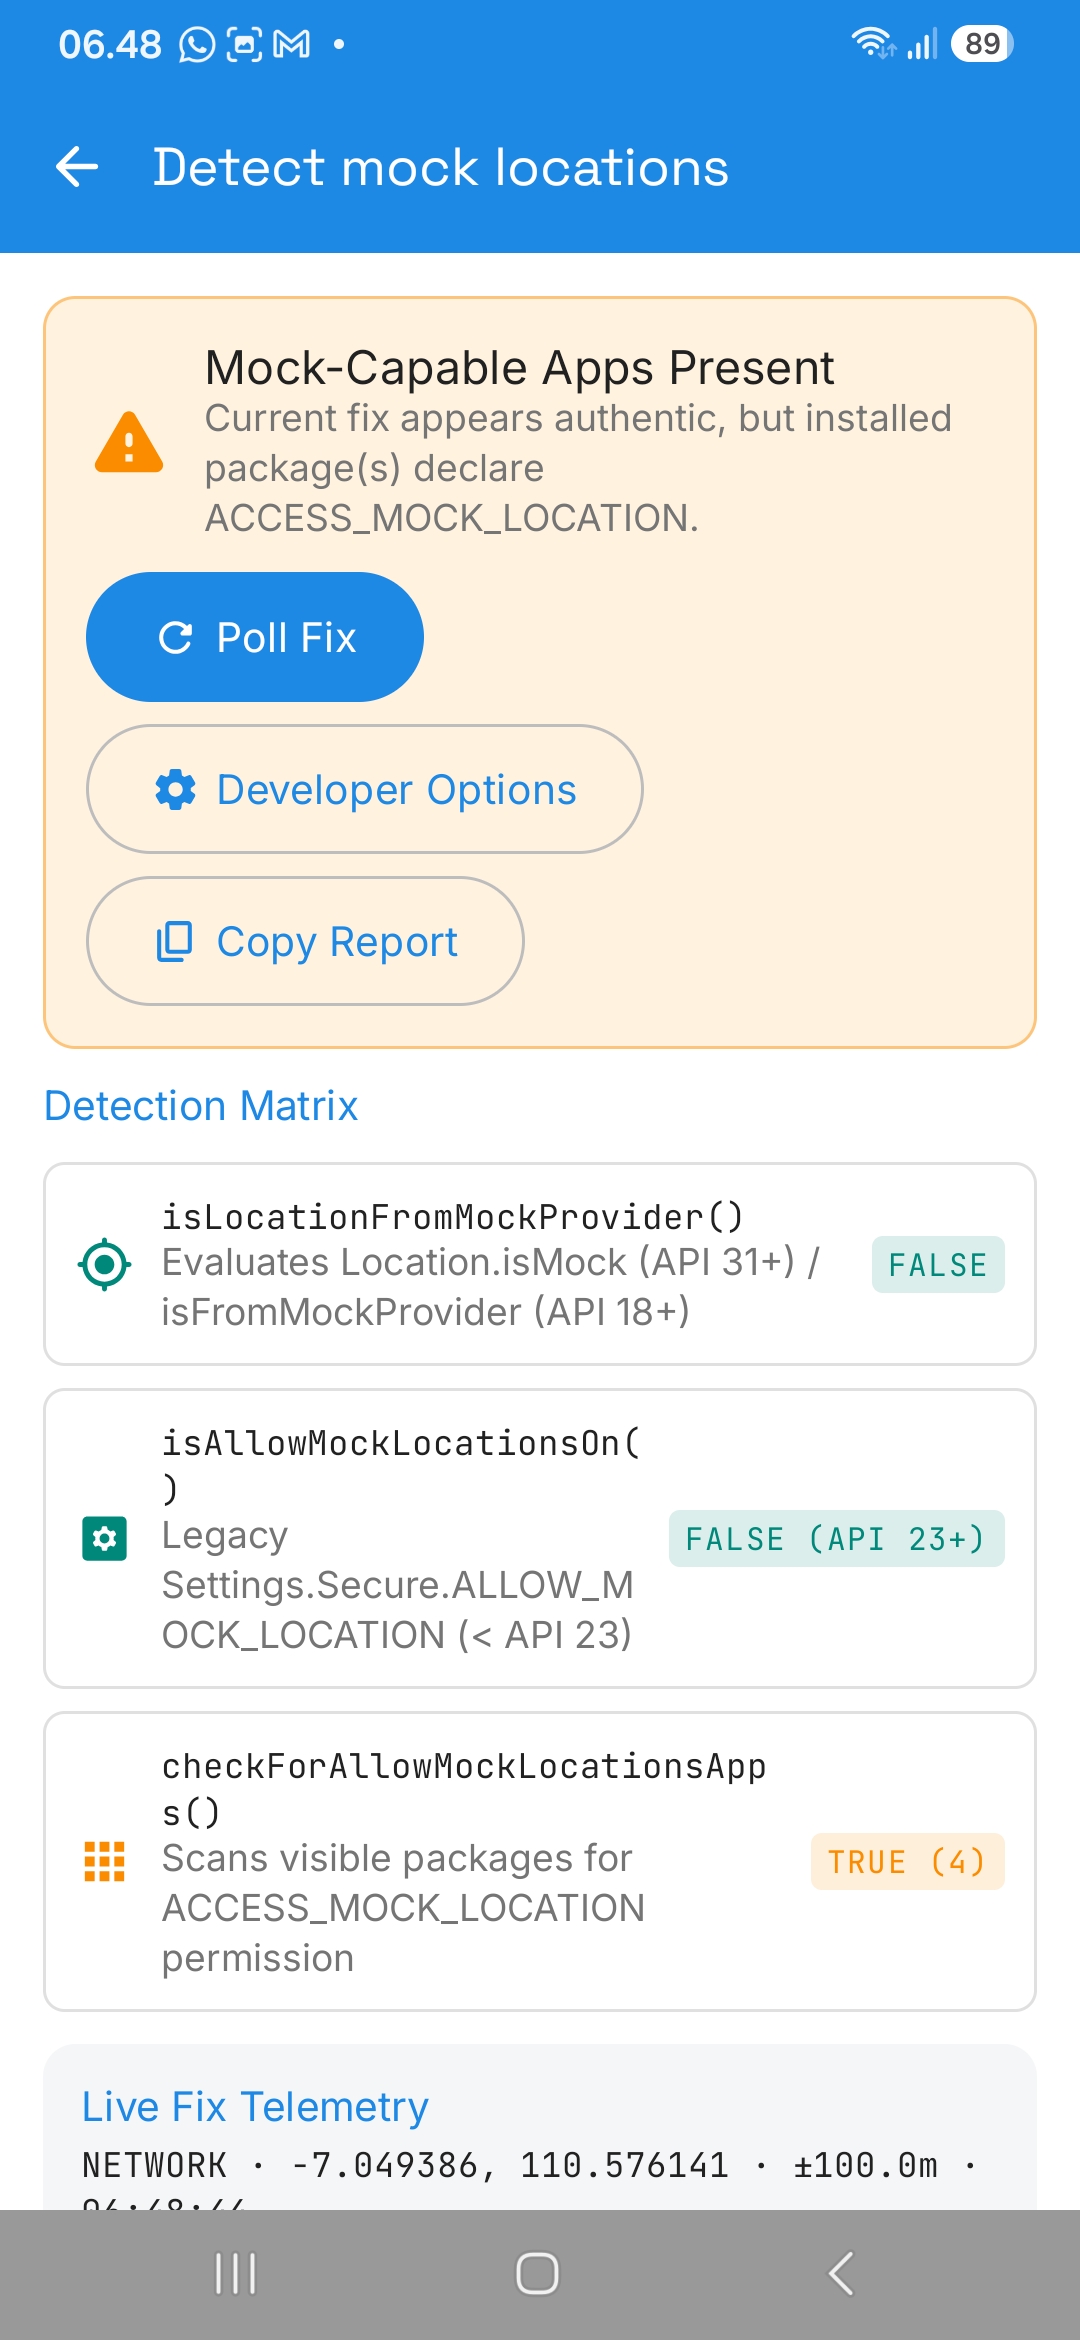 06.48
89
Detect mock locations
Mock-Capable Apps Present
Current fix appears authentic, but installed
package(s) declare
ACCESS_MOCK_LOCATION.
Poll Fix
Developer Options
Copy Report
Detection Matrix
isLocationFromMockProvider()
Evaluates Location.isMock (API 31+) /
isFromMockProvider (API 18+)
FALSE
isAllowMockLocationsOn(
)
Legacy
Settings.Secure.ALLOW_M
OCK_LOCATION (< API 23)
FALSE (API 23+)
checkForAllowMockLocationsApp
s()
Scans visible packages for
ACCESS_MOCK_LOCATION
permission
TRUE (4)
Live Fix Telemetry
NETWORK · -7.049386, 110.576141 · ±100.0m ·